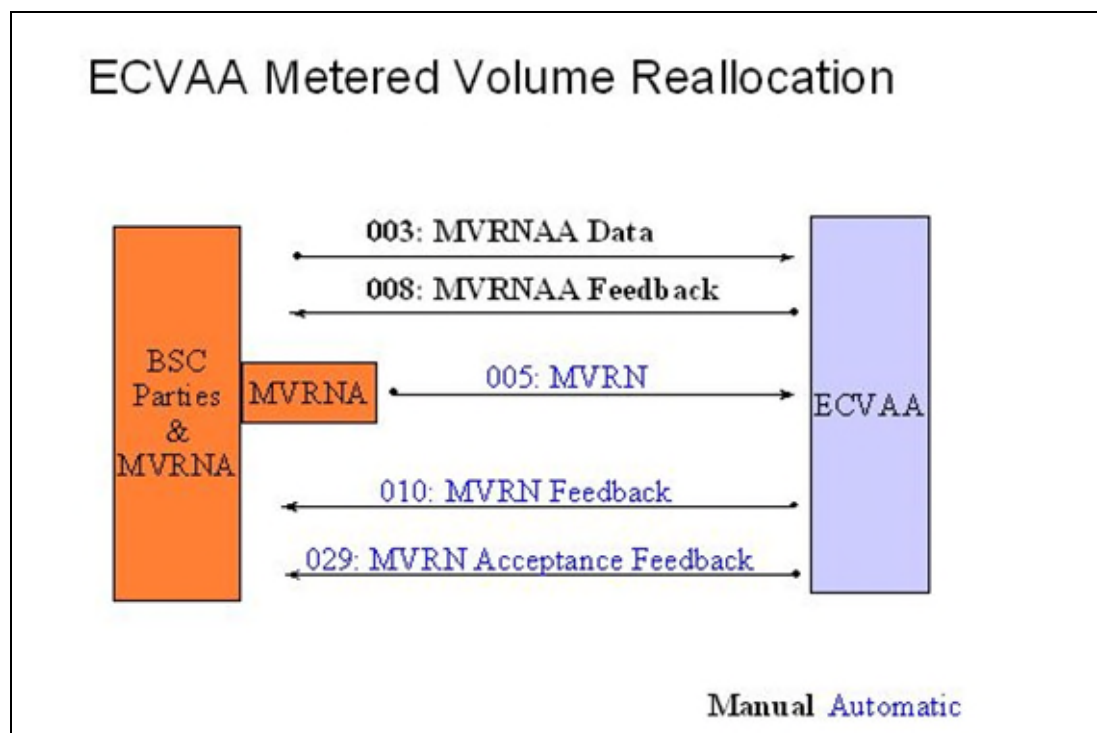 ECVAA Metered Volume Reallocation
003: MVRNAA Data
008: MVRNAA Feedback
BSC
Parties
&
MVRNA
MVRNA
005: MVRN
ECVAA
010: MVRN Feedback
029: MVRN Acceptance Feedback
Manual Automatic